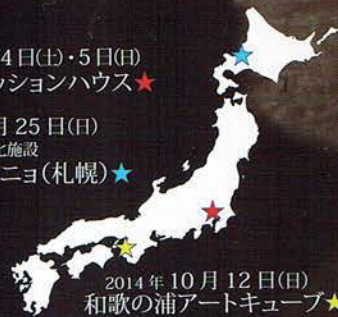 4日(土)・5日(日)
ッションハウス★
月25日(日)
化施設
ニョ(札幌)★
2014年10月12日(日)
和歌の浦アートキューブ★